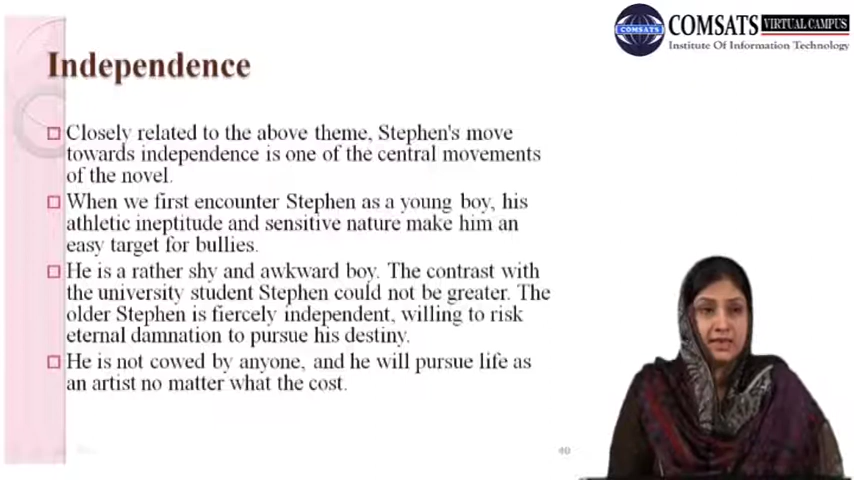 COMSATS
COMSATS VIRTUAL CAMPUS
Institute Of Information Technology
Independence
Closely related to the above theme, Stephen's move
towards independence is one of the central movements
of the novel.
When we first encounter Stephen as a young boy, his
athletic ineptitude and sensitive nature make him an
easy target for bullies.
He is a rather shy and awkward boy. The contrast with
the university student Stephen could not be greater. The
older Stephen is fiercely independent, willing to risk
eternal damnation to pursue his destiny.
He is not cowed by anyone, and he will pursue life as
an artist no matter what the cost.
40